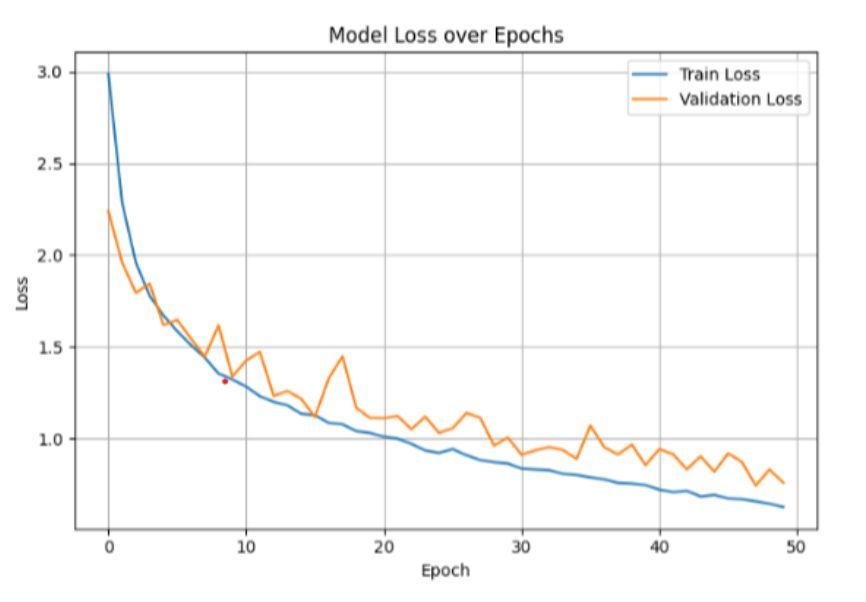 Model Loss over Epochs
Train Loss
Validation Loss
3.0
2.5
2.0
1.5
1.0
Loss
0 10 20 30 40 50
Epoch